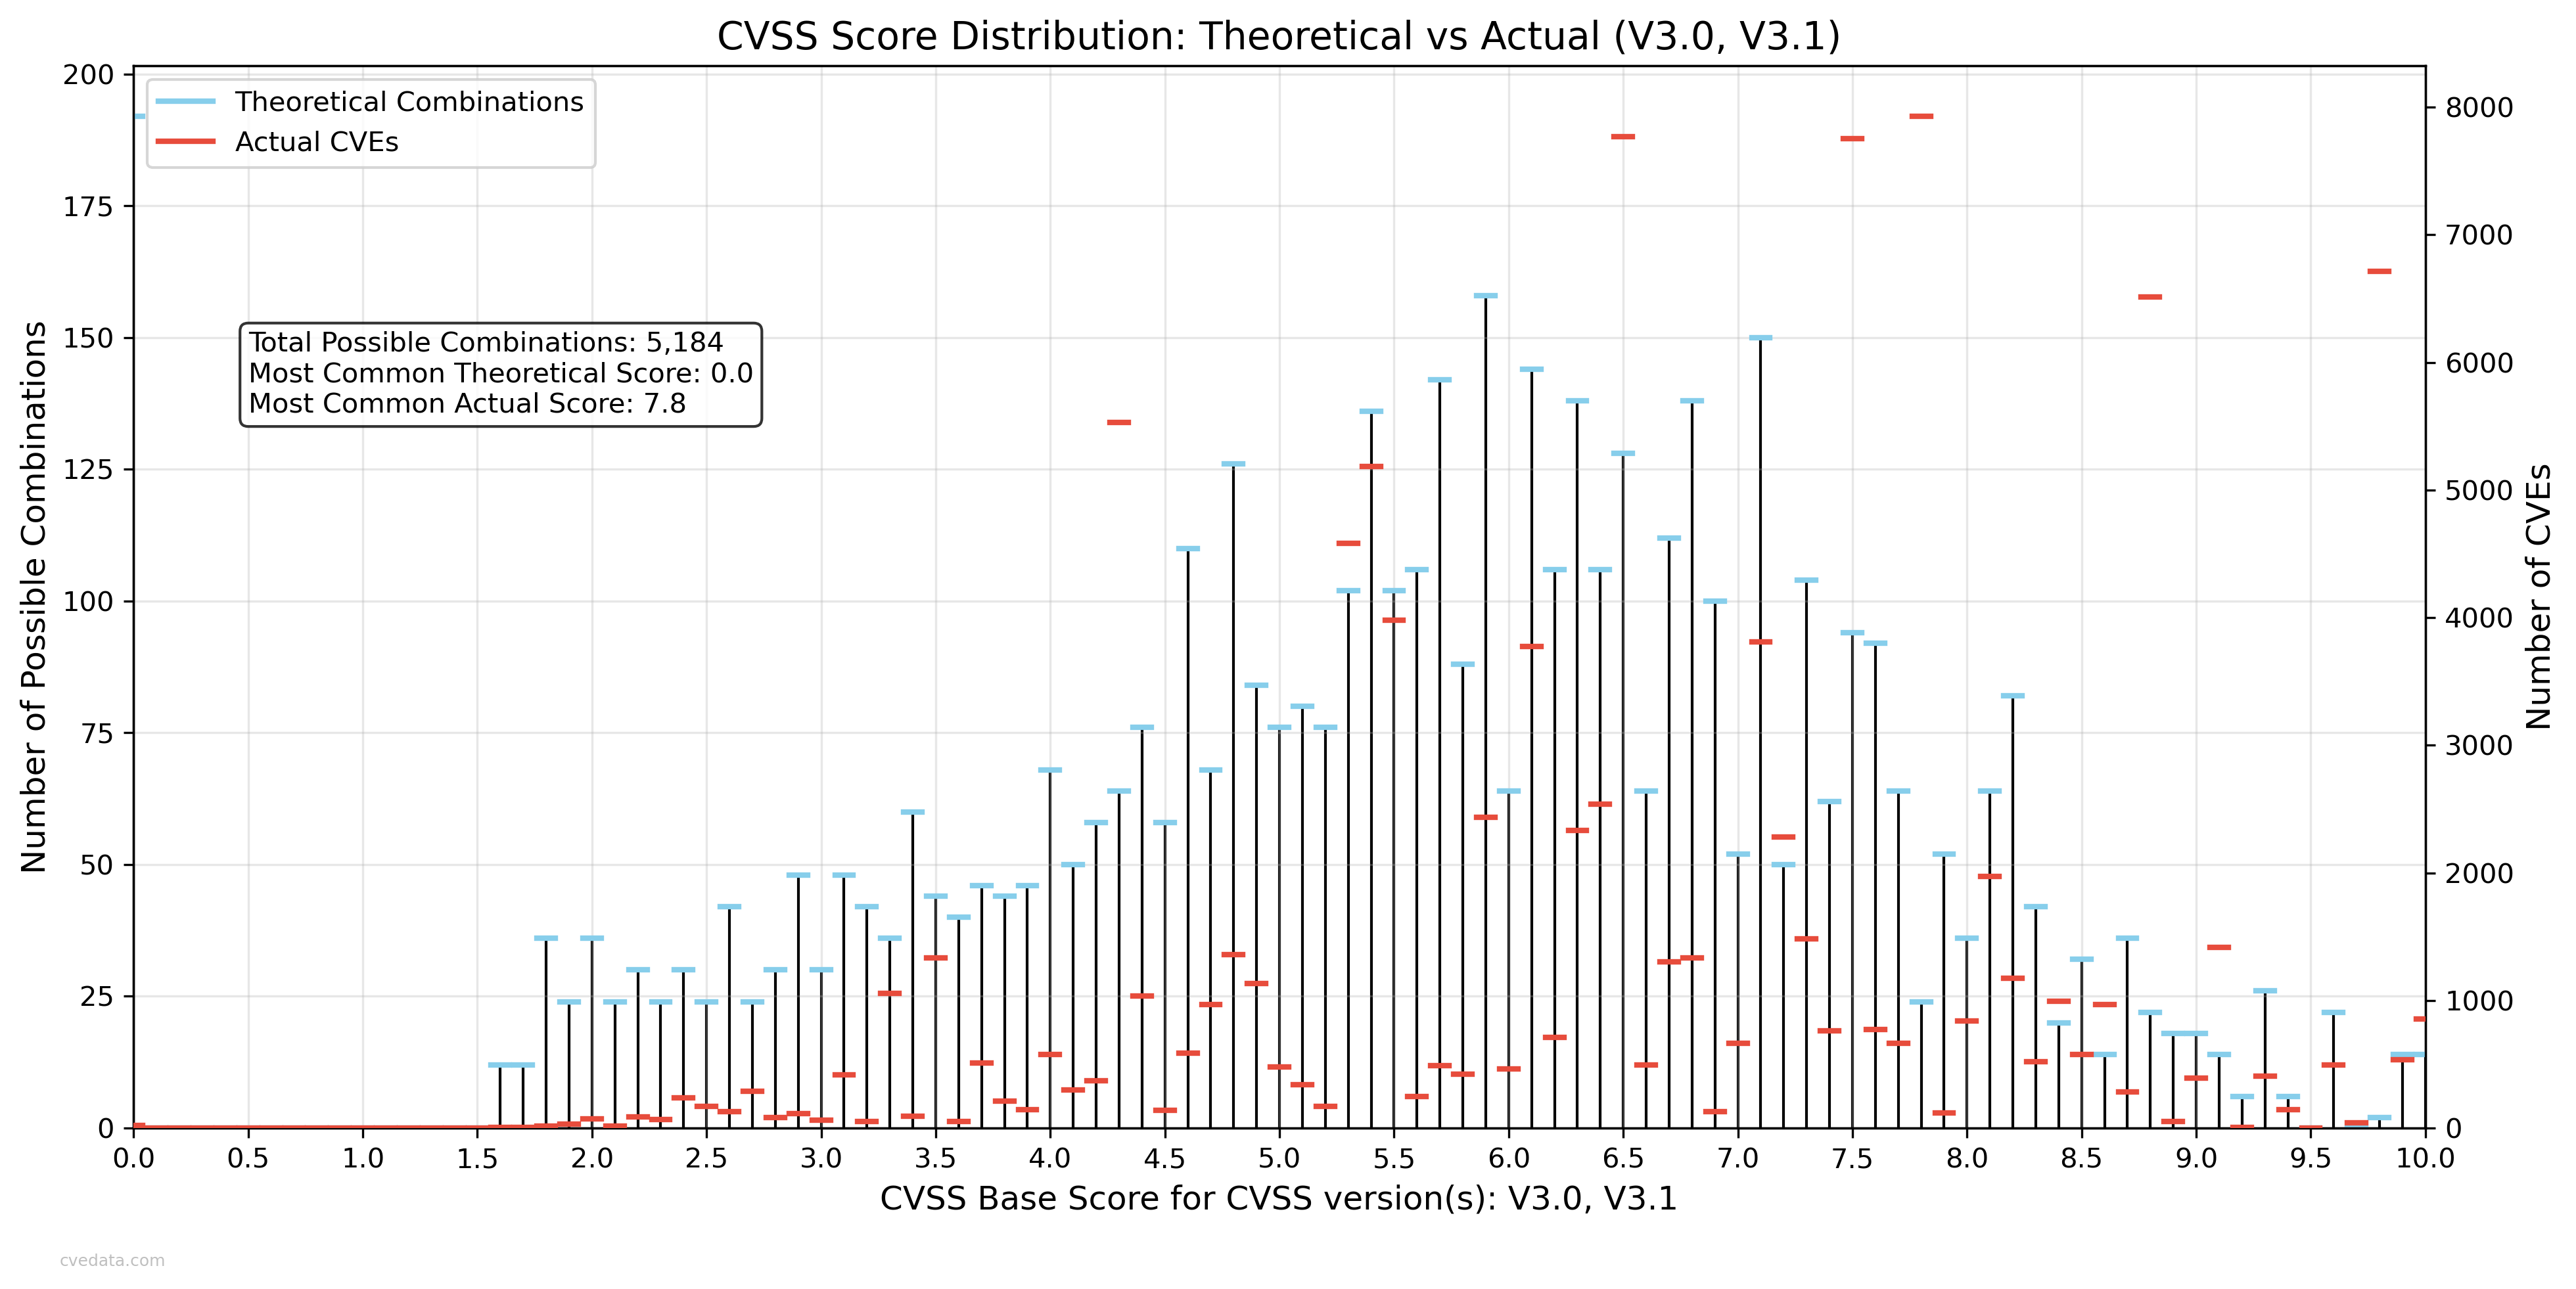 CVSS Score Distribution: Theoretical vs Actual (V3.0, V3.1)
Theoretical Combinations
Actual CVEs
Total Possible Combinations: 5,184
Most Common Theoretical Score: 0.0
Most Common Actual Score: 7.8
Number of Possible Combinations
200
175
150
125
100
75
50
25
0
Number of CVEs
8000
7000
6000
5000
4000
3000
2000
1000
0
0.0 0.5 1.0 1.5 2.0 2.5 3.0 3.5 4.0 4.5 5.0 5.5 6.0 6.5 7.0 7.5 8.0 8.5 9.0 9.5 10.0
CVSS Base Score for CVSS version(s): V3.0, V3.1
cvedata.com